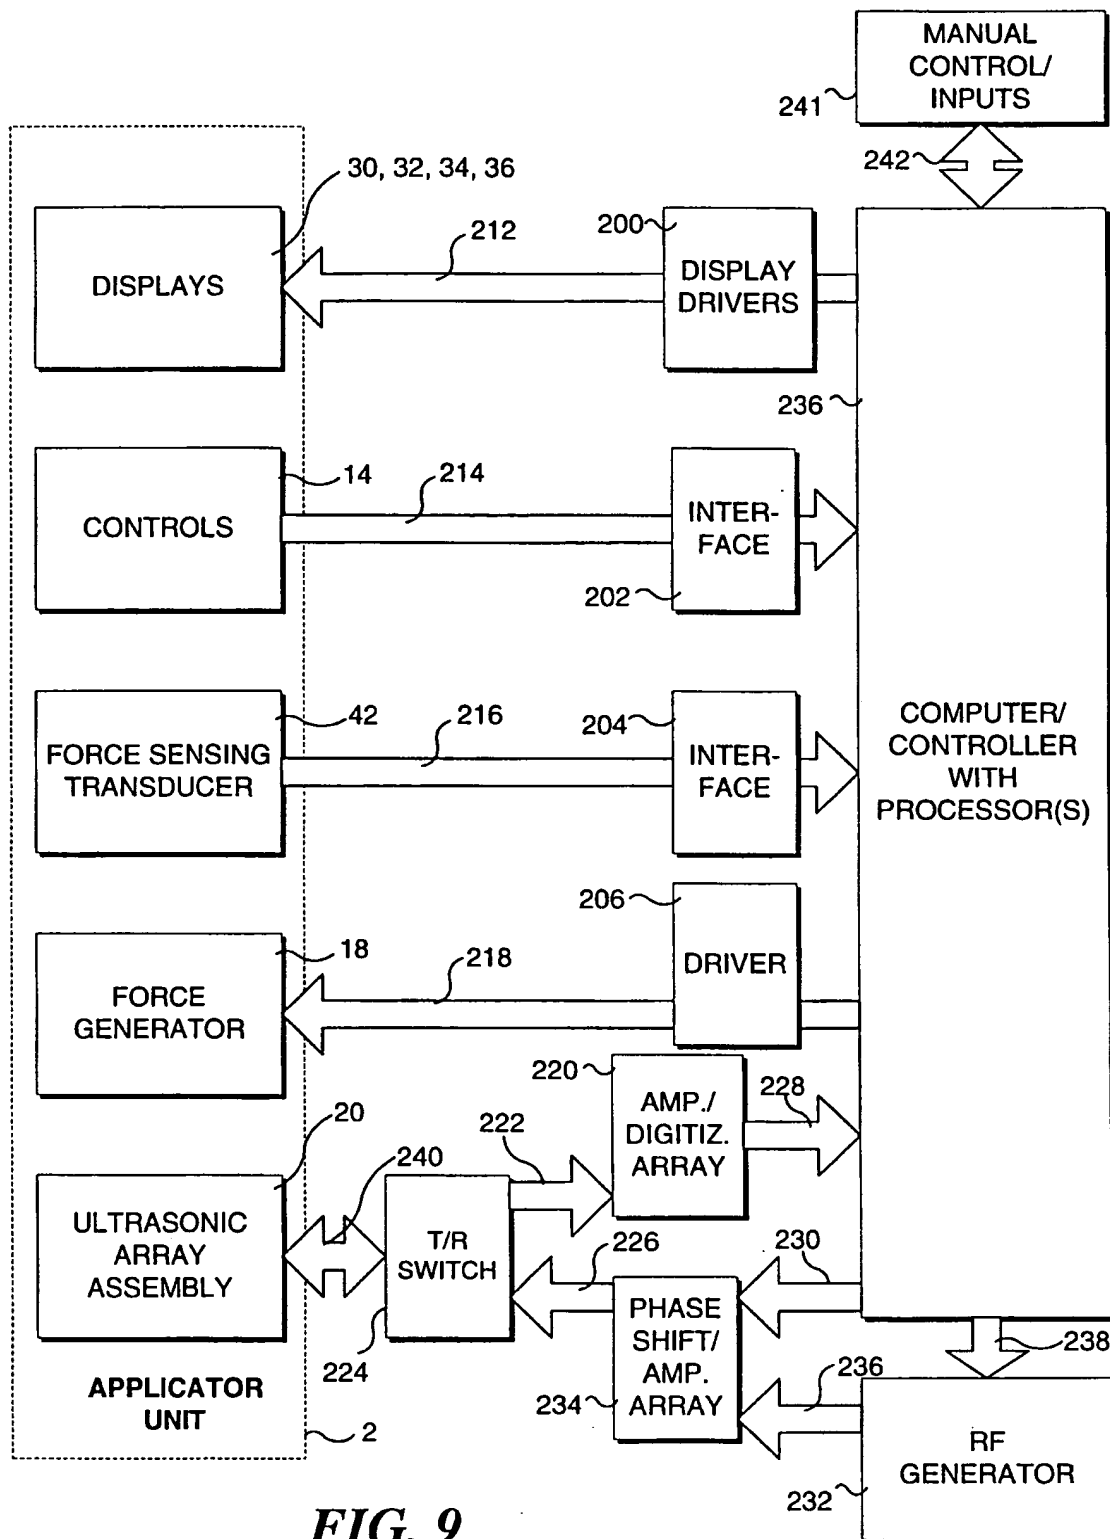 MANUAL
CONTROL/
INPUTS
241
242
30, 32, 34, 36
212
200
DISPLAYS
DISPLAY
DRIVERS
236
14
214
CONTROLS
INTER-
FACE
202
42
216
204
FORCE SENSING
TRANSDUCER
INTER-
FACE
COMPUTER/
CONTROLLER
WITH
PROCESSOR(S)
206
18
218
DRIVER
FORCE
GENERATOR
220
228
AMP./
DIGITIZ.
ARRAY
20
222
240
ULTRASONIC
ARRAY
ASSEMBLY
T/R
SWITCH
226
230
224
PHASE
SHIFT/
AMP.
ARRAY
234
238
236
APPLICATOR
UNIT
2
RF
GENERATOR
232
FIG. 9